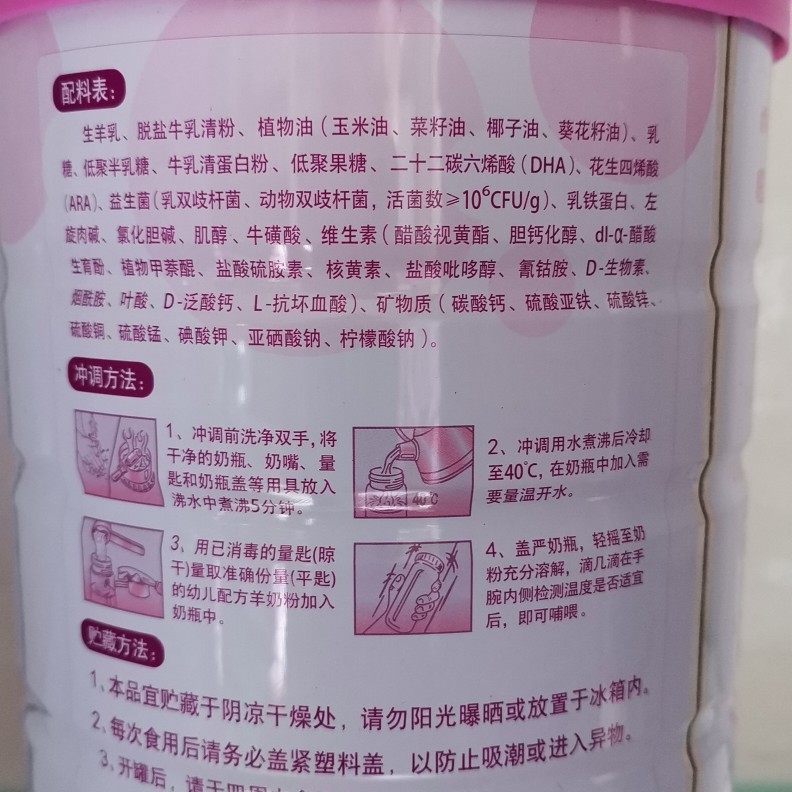 配料表：
生羊乳、脱盐牛乳清粉、植物油（玉米油、菜籽油、椰子油、葵花籽油）、乳
糖、低聚半乳糖、牛乳清蛋白粉、低聚果糖、二十二碳六烯酸（DHA）、花生四烯酸
（ARA）、益生菌（乳双歧杆菌、动物双歧杆菌，活菌数≥10⁶CFU/g）、乳铁蛋白、左
旋肉碱、氯化胆碱、肌醇、牛磺酸、维生素（醋酸视黄酯、胆钙化醇、dl-α-醋酸
生育酚、植物甲萘醌、盐酸硫胺素、核黄素、盐酸吡哆醇、氰钴胺、D-生物素、
烟酰胺、叶酸、D-泛酸钙、L-抗坏血酸）、矿物质（碳酸钙、硫酸亚铁、硫酸锌、
硫酸铜、硫酸锰、碘酸钾、亚硒酸钠、柠檬酸钠）。
冲调方法：
1、冲调前洗净双手，将
干净的奶瓶、奶嘴、量
匙和奶瓶盖等用具放入
沸水中煮沸5分钟。
40℃
2、冲调用水煮沸后冷却
至40℃，在奶瓶中加入需
要量温开水。
3、用已消毒的量匙(晾
干)量取准确份量(平匙)
的幼儿配方羊奶粉加入
奶瓶中。
4、盖严奶瓶，轻摇至奶
粉充分溶解，滴几滴在手
腕内侧检测温度是否适宜
后，即可哺喂。
贮藏方法：
1、本品宜贮藏于阴凉干燥处，请勿阳光曝晒或放置于冰箱内。
2、每次食用后请务必盖紧塑料盖，以防止吸潮或进入异物。
3、开罐后，请于四周